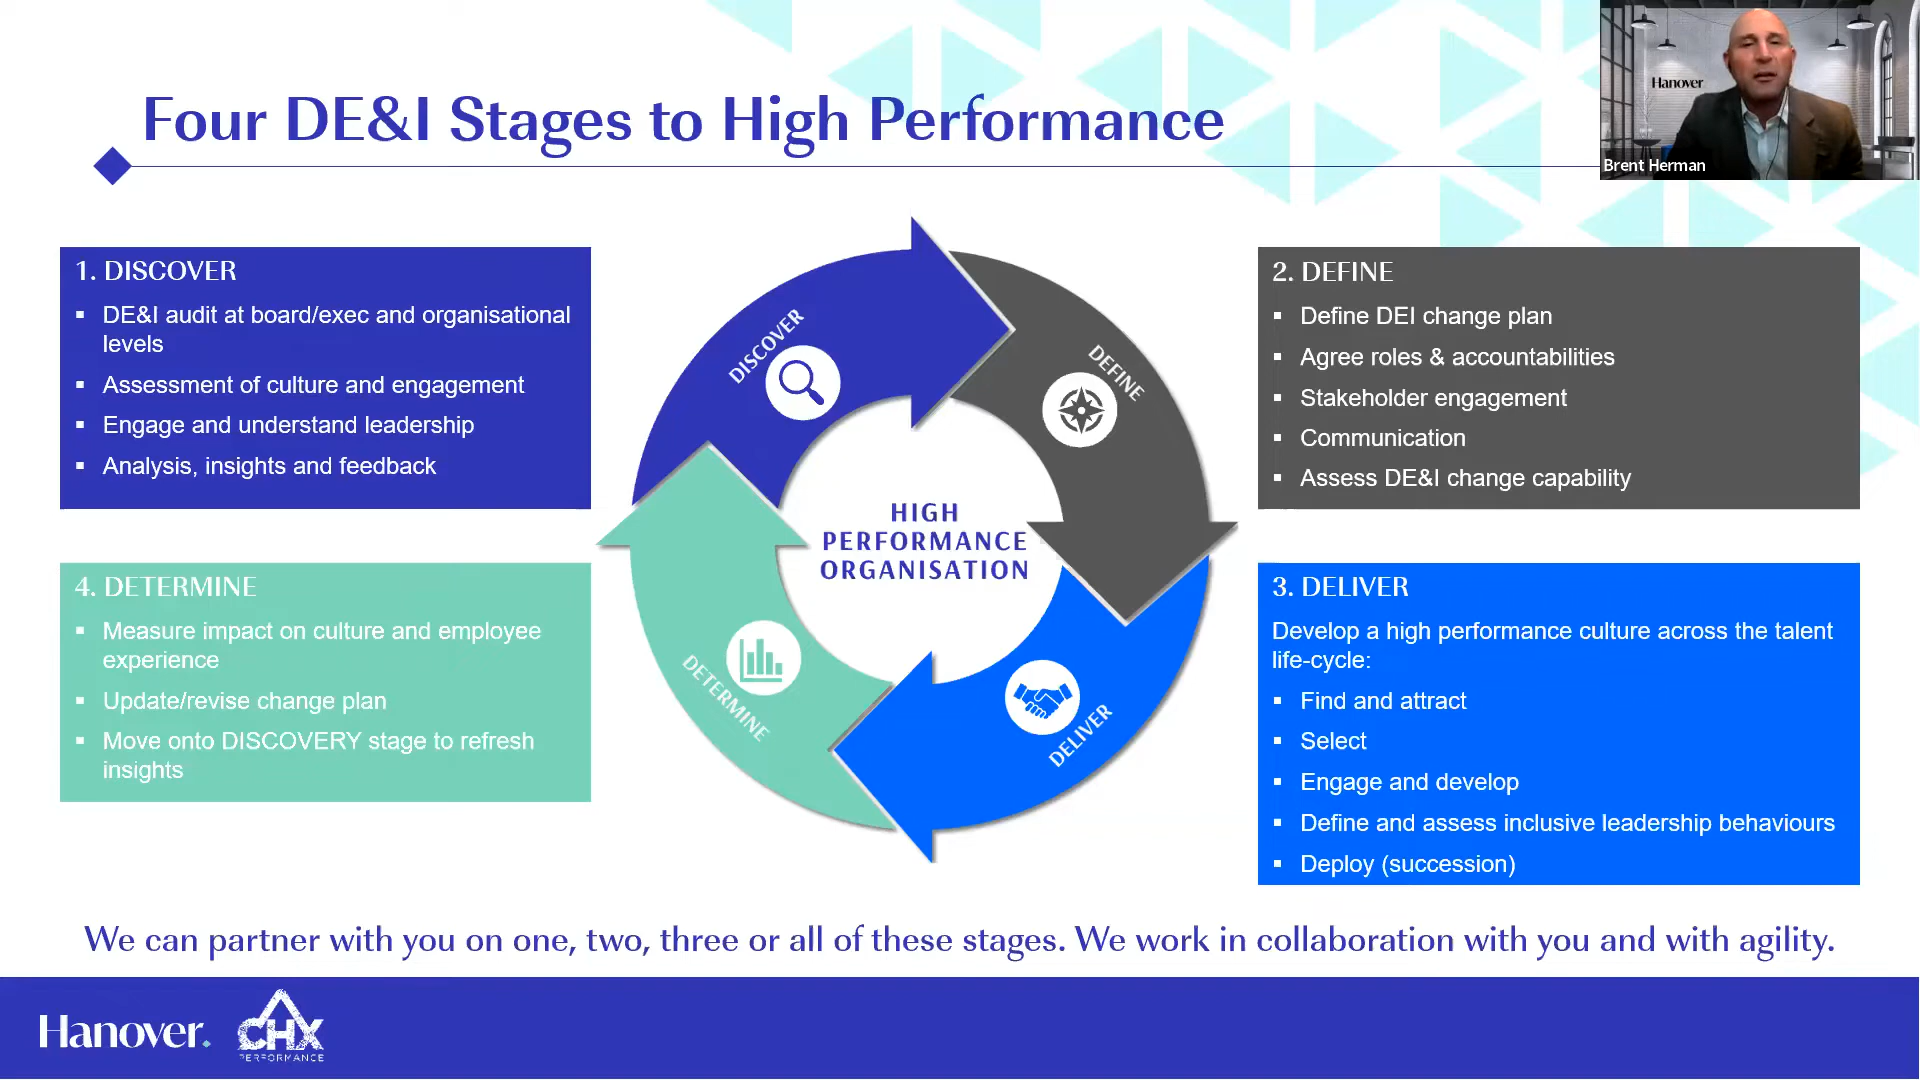 Four DE&I Stages to High Performance
Hanover
Brent Herman
1. DISCOVER
▪ DE&I audit at board/exec and organisational
levels
▪ Assessment of culture and engagement
▪ Engage and understand leadership
▪ Analysis, insights and feedback
2. DEFINE
▪ Define DEI change plan
▪ Agree roles & accountabilities
▪ Stakeholder engagement
▪ Communication
▪ Assess DE&I change capability
DISCOVER
DEFINE
HIGH
PERFORMANCE
ORGANISATION
DETERMINE
DELIVER
4. DETERMINE
▪ Measure impact on culture and employee
experience
▪ Update/revise change plan
▪ Move onto DISCOVERY stage to refresh
insights
3. DELIVER
Develop a high performance culture across the talent
life-cycle:
▪ Find and attract
▪ Select
▪ Engage and develop
▪ Define and assess inclusive leadership behaviours
▪ Deploy (succession)
We can partner with you on one, two, three or all of these stages. We work in collaboration with you and with agility.
Hanover.
CHX
PERFORMANCE